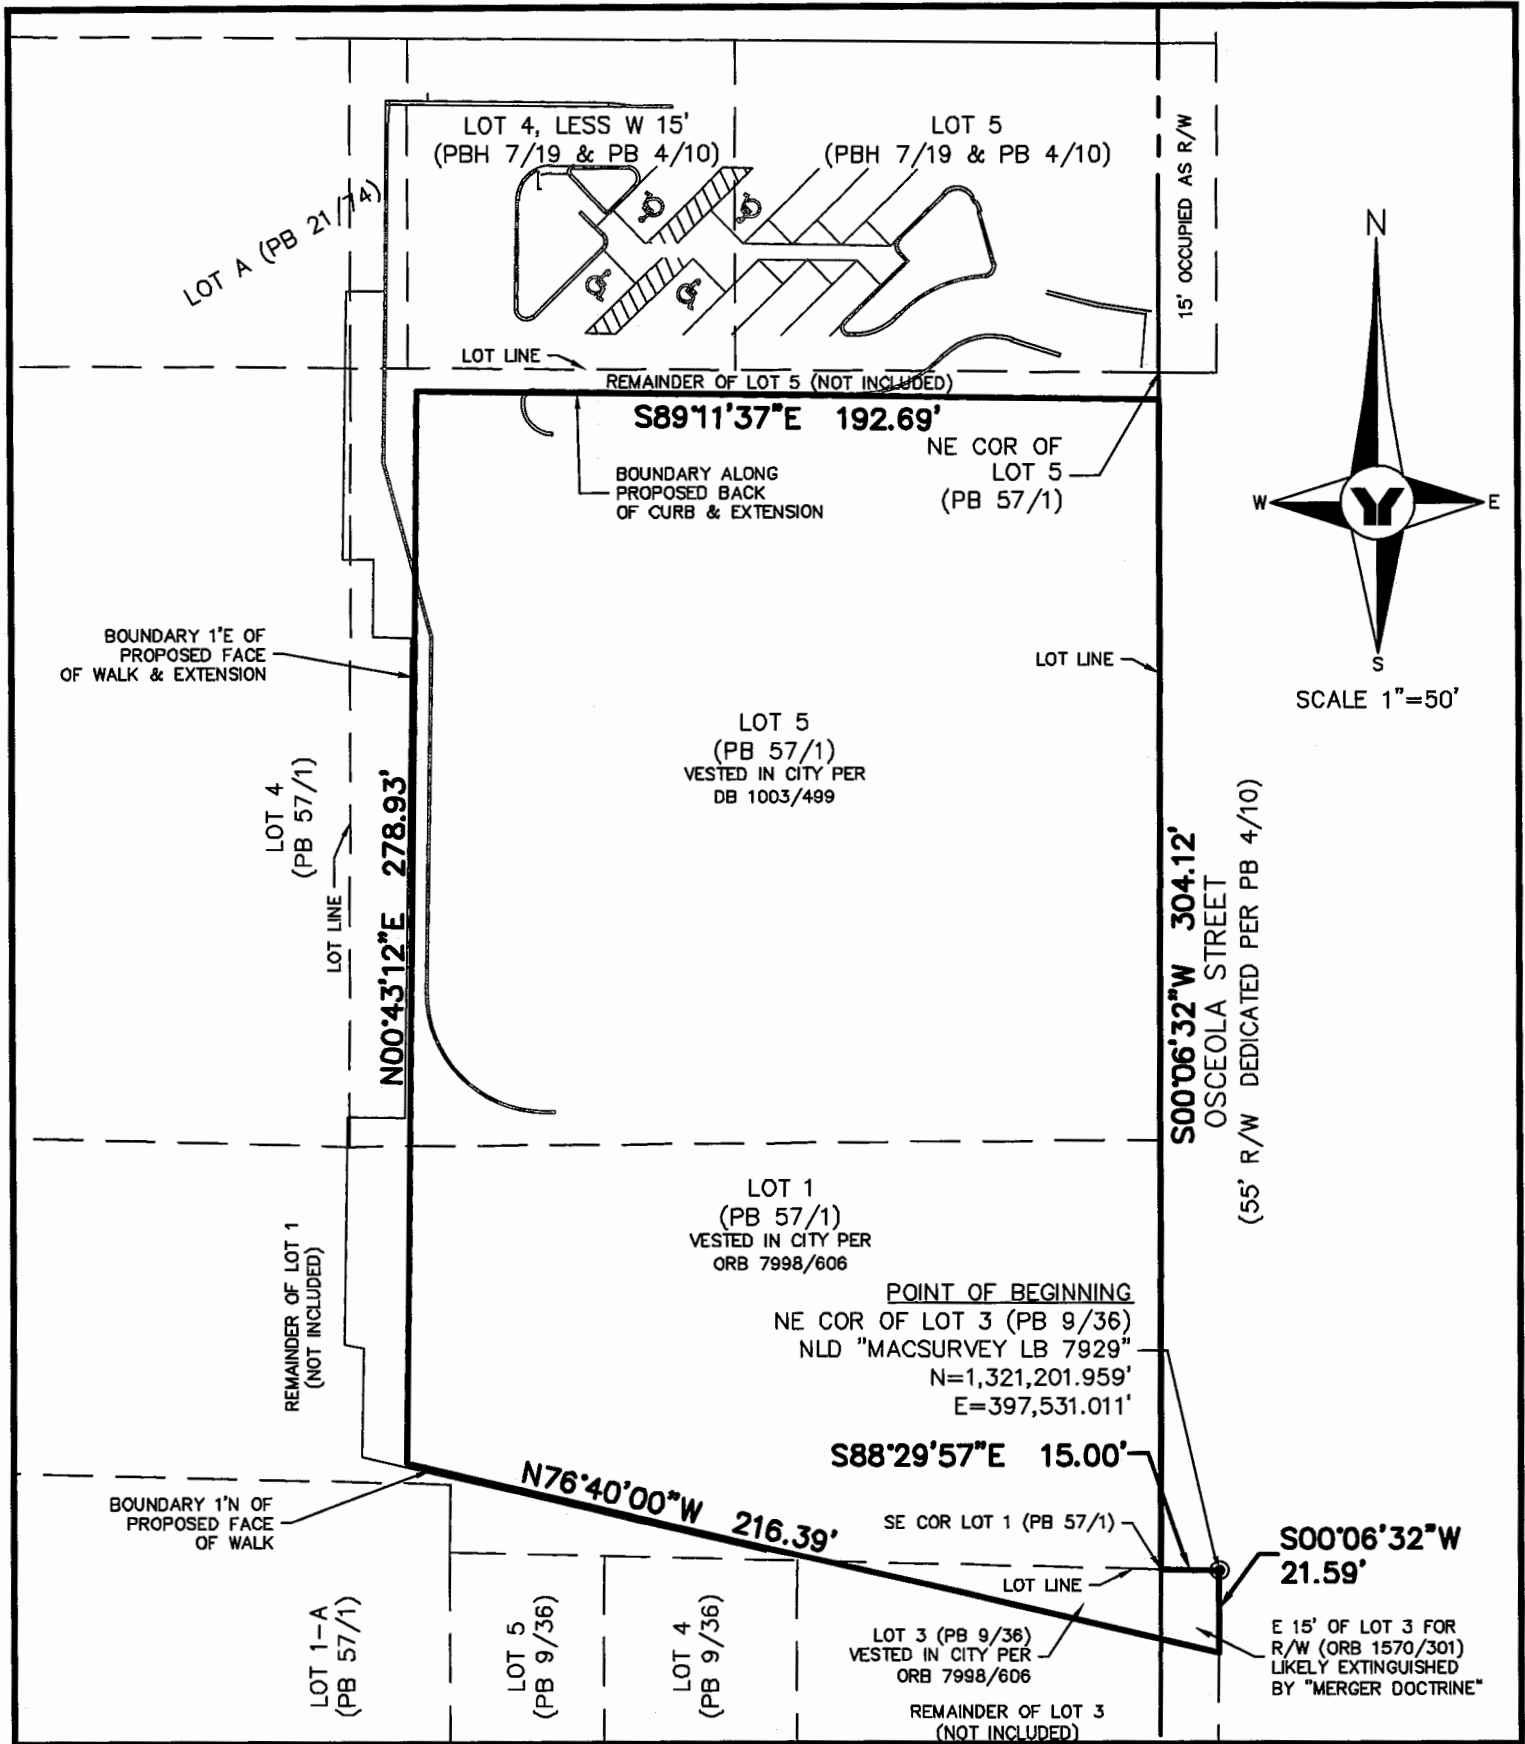 LOT 4, LESS W 15'
(PBH 7/19 & PB 4/10)
LOT 5
(PBH 7/19 & PB 4/10)
15' OCCUPIED AS R/W
LOT A (PB 21/74)
LOT LINE
REMAINDER OF LOT 5 (NOT INCLUDED)
S89°11'37"E 192.69'
NE COR OF
LOT 5
(PB 57/1)
BOUNDARY ALONG
PROPOSED BACK
OF CURB & EXTENSION
N
W
E
S
SCALE 1"=50'
BOUNDARY 1'E OF
PROPOSED FACE
OF WALK & EXTENSION
LOT LINE
LOT 5
(PB 57/1)
VESTED IN CITY PER
DB 1003/499
LOT 4
(PB 57/1)
LOT LINE
N00°43'12"E 278.93'
S00°06'32"W 304.12'
OSCEOLA STREET
(55' R/W DEDICATED PER PB 4/10)
LOT 1
(PB 57/1)
VESTED IN CITY PER
ORB 7998/606
REMAINDER OF LOT 1
(NOT INCLUDED)
POINT OF BEGINNING
NE COR OF LOT 3 (PB 9/36)
NLD "MACSURVEY LB 7929"
N=1,321,201.959'
E=397,531.011'
S88°29'57"E 15.00'
N76°40'00"W 216.39'
BOUNDARY 1'N OF
PROPOSED FACE
OF WALK
SE COR LOT 1 (PB 57/1)
S00°06'32"W
21.59'
LOT LINE
LOT 1-A
(PB 57/1)
LOT 5
(PB 9/36)
LOT 4
(PB 9/36)
LOT 3 (PB 9/36)
VESTED IN CITY PER
ORB 7998/606
E 15' OF LOT 3 FOR
R/W (ORB 1570/301)
LIKELY EXTINGUISHED
BY "MERGER DOCTRINE"
REMAINDER OF LOT 3
(NOT INCLUDED)